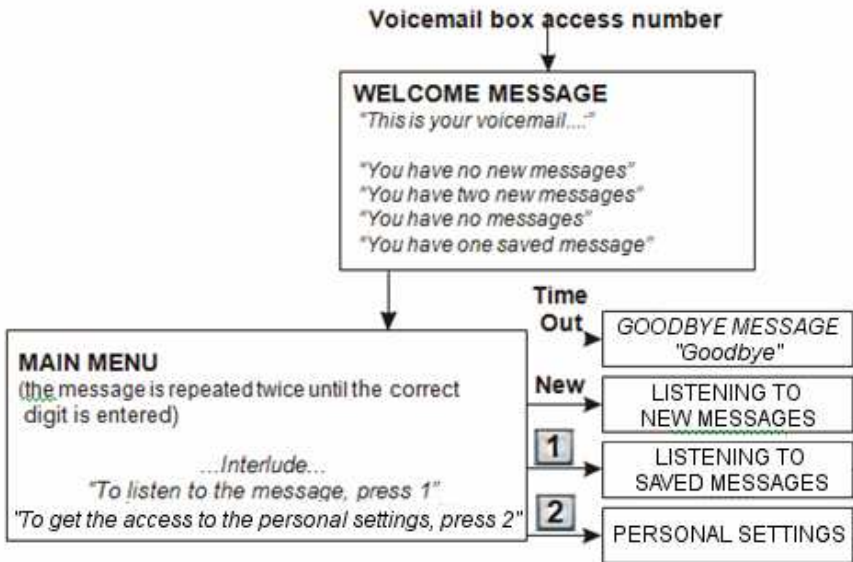 Voicemail box access number
WELCOME MESSAGE
"This is your voicemail....:"
"You have no new messages"
"You have two new messages"
"You have no messages"
"You have one saved message"
MAIN MENU
(the message is repeated twice until the correct
digit is entered)
...Interlude...
"To listen to the message, press 1"
"To get the access to the personal settings, press 2"
Time
Out
GOODBYE MESSAGE
"Goodbye"
New
LISTENING TO
NEW MESSAGES
1
LISTENING TO
SAVED MESSAGES
2
PERSONAL SETTINGS